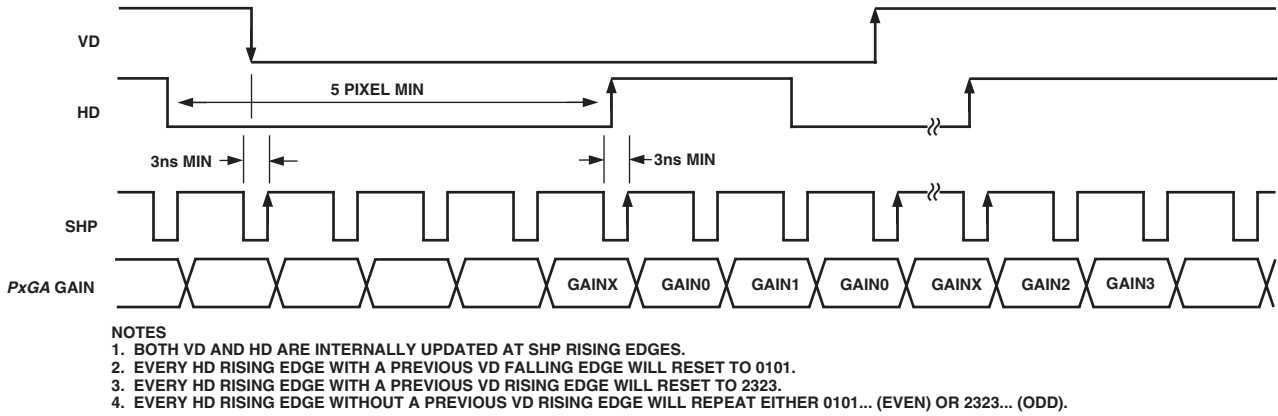 VD
5 PIXEL MIN
HD
3ns MIN
3ns MIN
SHP
PxGA GAIN
GAINX GAIN0 GAIN1 GAIN0 GAINX GAIN2 GAIN3
NOTES
1. BOTH VD AND HD ARE INTERNALLY UPDATED AT SHP RISING EDGES.
2. EVERY HD RISING EDGE WITH A PREVIOUS VD FALLING EDGE WILL RESET TO 0101.
3. EVERY HD RISING EDGE WITH A PREVIOUS VD RISING EDGE WILL RESET TO 2323.
4. EVERY HD RISING EDGE WITHOUT A PREVIOUS VD RISING EDGE WILL REPEAT EITHER 0101... (EVEN) OR 2323... (ODD).